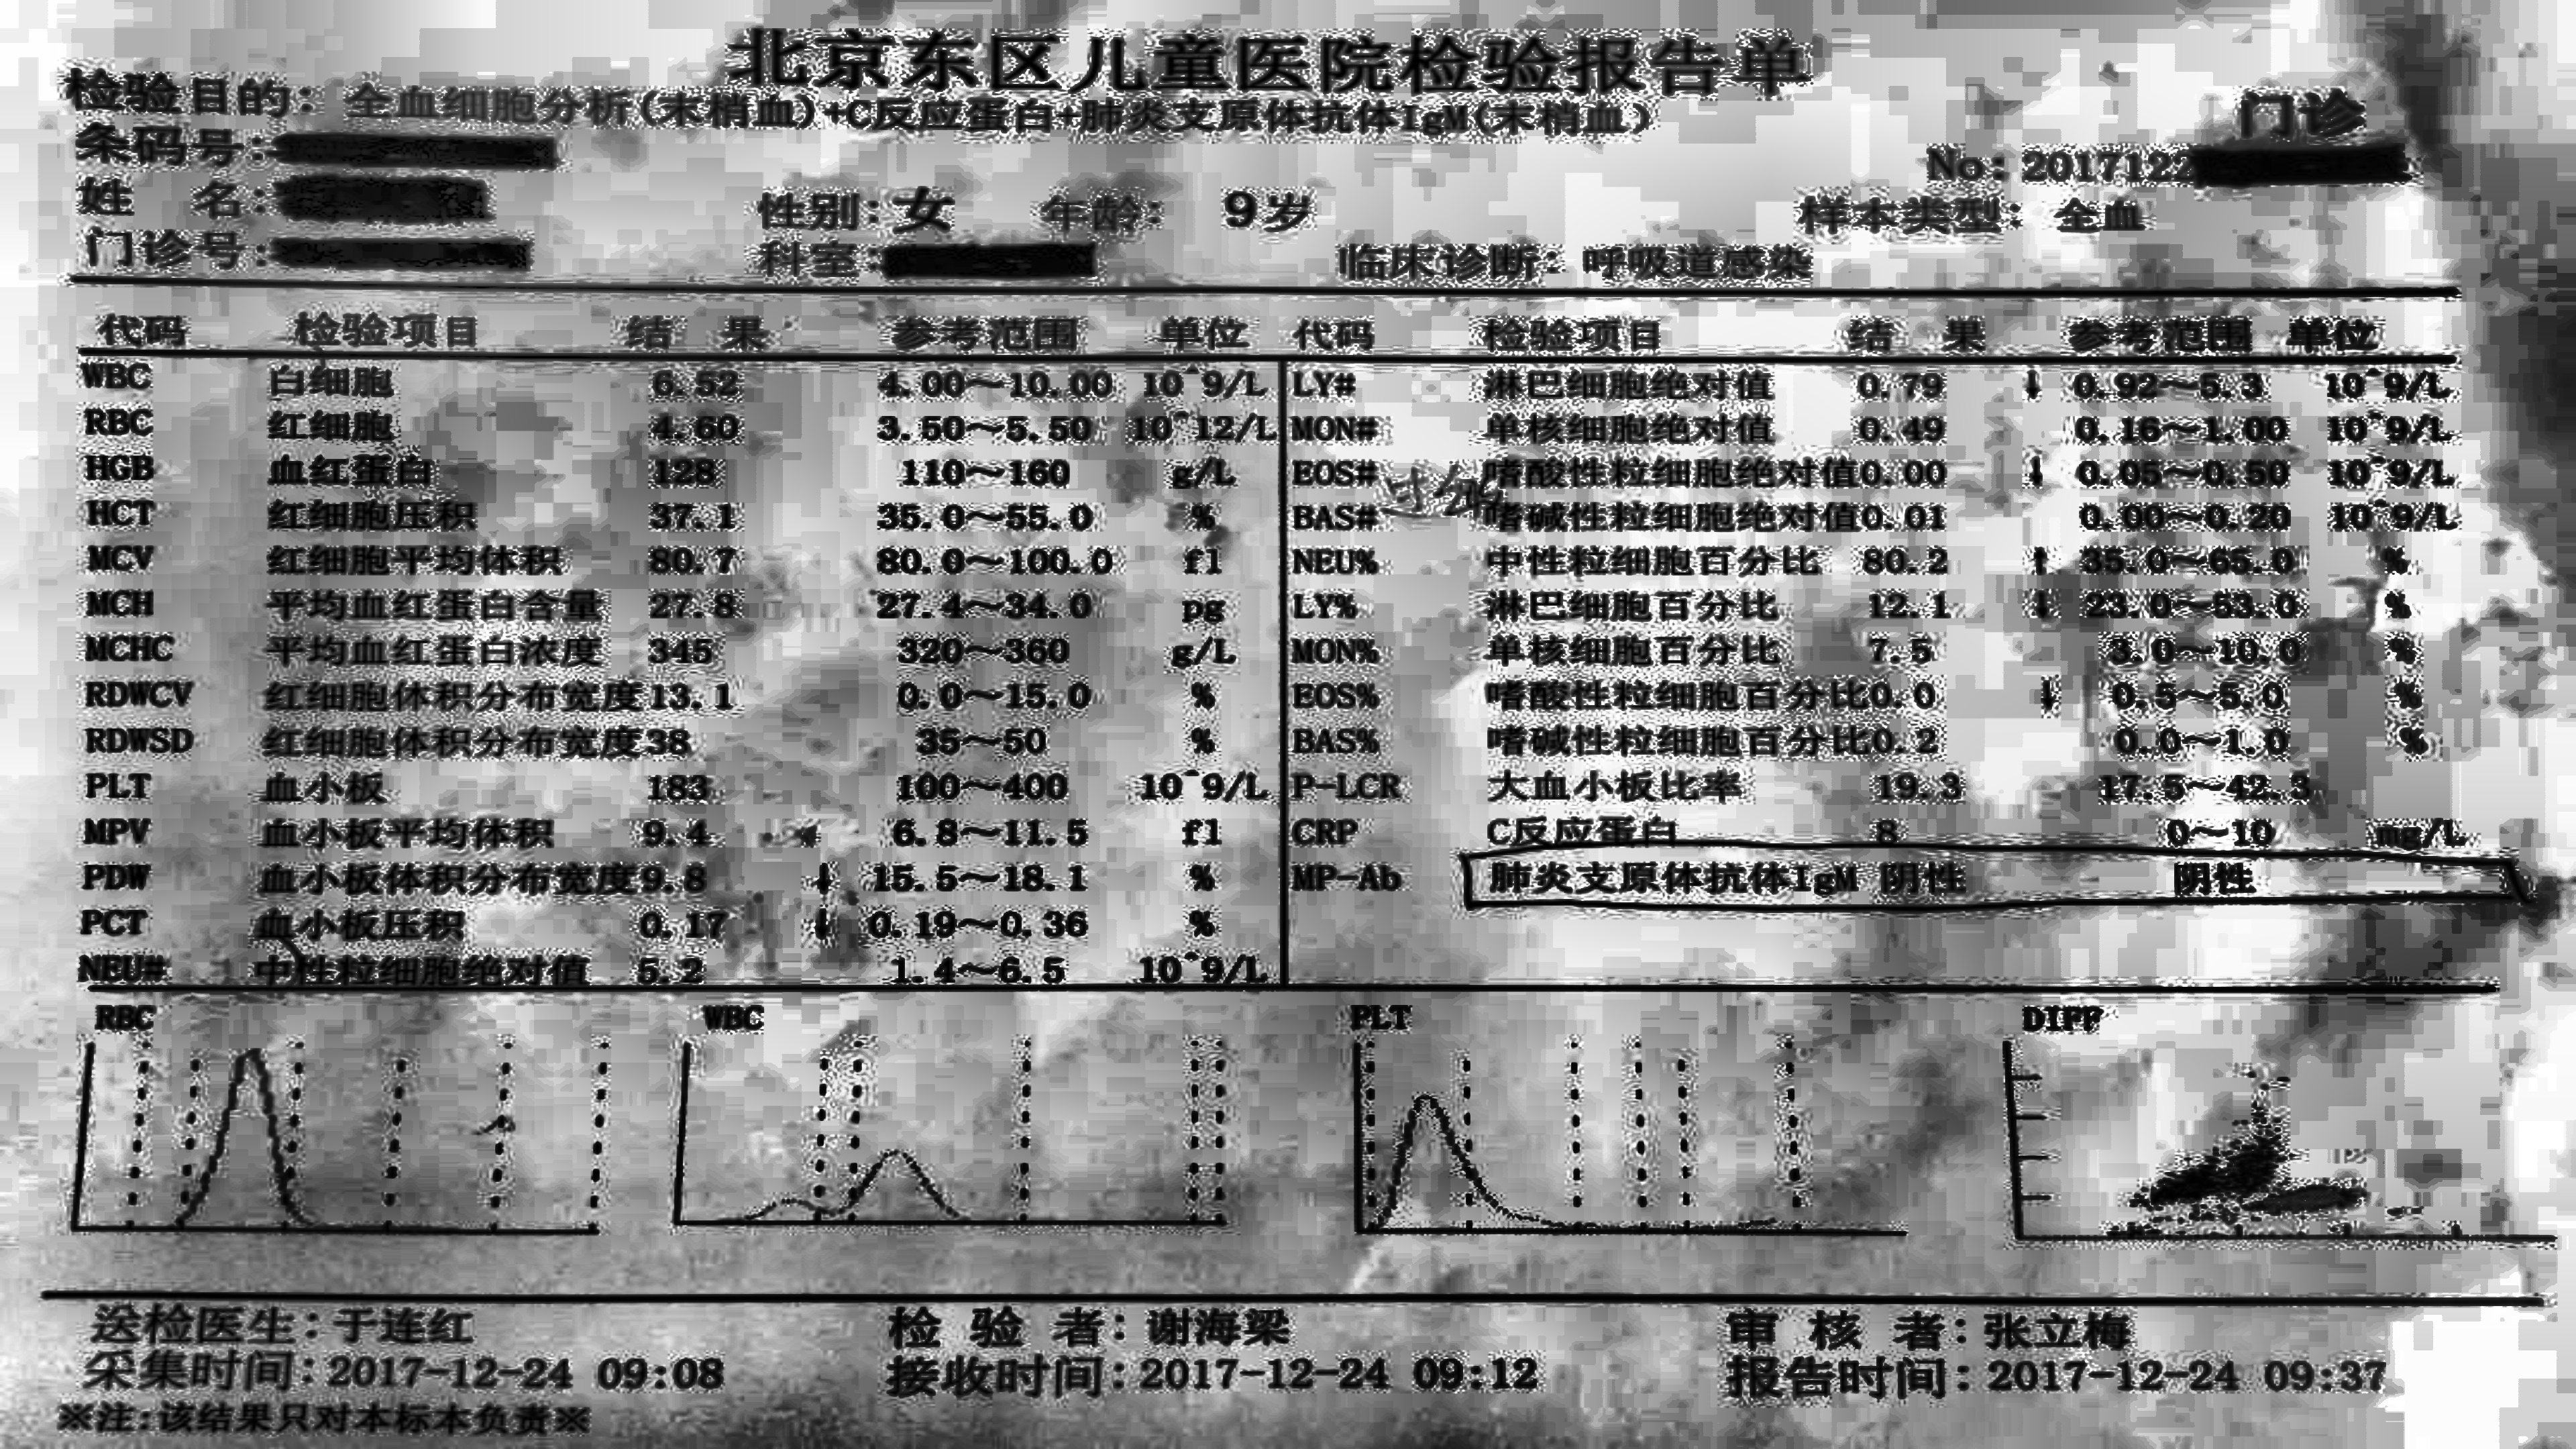 北京东区儿童医院检验报告单
检验目的: 全血细胞分析(末梢血)+C反应蛋白+肺炎支原体抗体IgM(末梢血)
门诊
条码号:
No: 20171122
姓 名: 性别: 女 年龄: 9岁 样本类型: 全血
门诊号: 科室: 临床诊断: 呼吸道感染
代码 检验项目 结 果 参考范围 单位 代码 检验项目 结 果 参考范围 单位
WBC 白细胞 6.52 4.00~10.00 10^9/L LY# 淋巴细胞绝对值 0.79 ↓ 0.92~5.3 10^9/L
RBC 红细胞 4.60 3.50~5.50 10^12/L MON# 单核细胞绝对值 0.49 0.16~1.00 10^9/L
HGB 血红蛋白 128 110~160 g/L EOS# 嗜酸性粒细胞绝对值 0.00 ↓ 0.05~0.50 10^9/L
HCT 红细胞压积 37.1 35.0~55.0 % BAS# 嗜碱性粒细胞绝对值 0.01 0.00~0.20 10^9/L
MCV 红细胞平均体积 80.7 80.0~100.0 fl NEU% 中性粒细胞百分比 80.2 ↑ 35.0~65.0 %
MCH 平均血红蛋白含量 27.8 27.4~34.0 pg LY% 淋巴细胞百分比 12.1 ↓ 23.0~53.0 %
MCHC 平均血红蛋白浓度 345 320~360 g/L MON% 单核细胞百分比 7.5 3.0~10.0 %
RDWCV 红细胞体积分布宽度 13.1 0.0~15.0 % EOS% 嗜酸性粒细胞百分比 0.0 ↓ 0.5~5.0 %
RDWSD 红细胞体积分布宽度 38 35~50 % BAS% 嗜碱性粒细胞百分比 0.2 0.0~1.0 %
PLT 血小板 183 100~400 10^9/L P-LCR 大血小板比率 19.3 17.5~42.3
MPV 血小板平均体积 9.4 6.8~11.5 fl CRP C反应蛋白 8 0~10 mg/L
PDW 血小板体积分布宽度 9.8 ↓ 15.5~18.1 % MP-Ab 肺炎支原体抗体IgM 阴性 阴性
PCT 血小板压积 0.17 ↓ 0.19~0.36 %
NEU# 中性粒细胞绝对值 5.2 1.4~6.5 10^9/L
RBC WBC PLT DIFF
送检医生: 于连红 检 验 者: 谢海梁 审 核 者: 张立梅
采集时间: 2017-12-24 09:08 接收时间: 2017-12-24 09:12 报告时间: 2017-12-24 09:37
※注:该结果只对本标本负责※